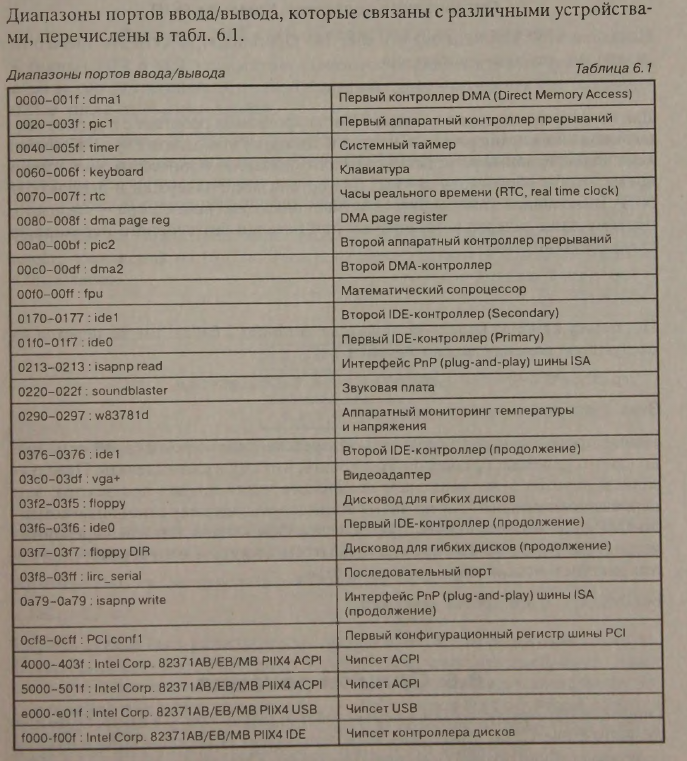 Диапазоны портов ввода/вывода, которые связаны с различными устройства-
ми, перечислены в табл. 6.1.
Диапазоны портов ввода/вывода Таблица 6.1
0000–001f : dma1 Первый контроллер DMA (Direct Memory Access)
0020–003f : pic1 Первый аппаратный контроллер прерываний
0040–005f : timer Системный таймер
0060–006f : keyboard Клавиатура
0070–007f : rtc Часы реального времени (RTC, real time clock)
0080–008f : dma page reg DMA page register
00a0–00bf : pic2 Второй аппаратный контроллер прерываний
00c0–00df : dma2 Второй DMA-контроллер
00f0–00ff : fpu Математический сопроцессор
0170–0177 : ide1 Второй IDE-контроллер (Secondary)
01f0–01f7 : ide0 Первый IDE-контроллер (Primary)
0213–0213 : isapnp read Интерфейс PnP (plug-and-play) шины ISA
0220–022f : soundblaster Звуковая плата
0290–0297 : w83781d Аппаратный мониторинг температуры
и напряжения
0376–0376 : ide1 Второй IDE-контроллер (продолжение)
03c0–03df : vga+ Видеоадаптер
03f2–03f5 : floppy Дисковод для гибких дисков
03f6–03f6 : ide0 Первый IDE-контроллер (продолжение)
03f7–03f7 : floppy DIR Дисковод для гибких дисков (продолжение)
03f8–03ff : lirc_serial Последовательный порт
0a79–0a79 : isapnp write Интерфейс PnP (plug-and-play) шины ISA
(продолжение)
0cf8–0cff : PCI conf1 Первый конфигурационный регистр шины PCI
4000–403f : Intel Corp. 82371AB/EB/MB PIIX4 ACPI Чипсет ACPI
5000–501f : Intel Corp. 82371AB/EB/MB PIIX4 ACPI Чипсет ACPI
e000-e01f : Intel Corp. 82371AB/EB/MB PIIX4 USB Чипсет USB
f000-f00f : Intel Corp. 82371AB/EB/MB PIIX4 IDE Чипсет контроллера дисков